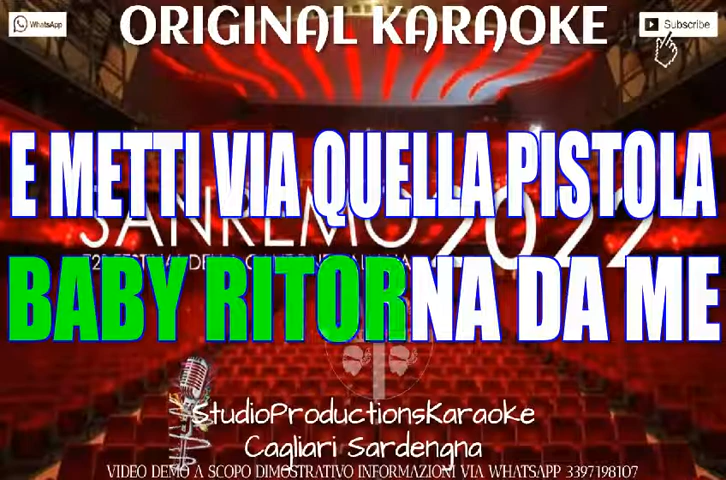 WhatsApp
ORIGINAL KARAOKE
Subscribe
E METTI VIA QUELLA PISTOLA
SANREMO 2022
BABY RITORNA DA ME
StudioProductionsKaraoke
Cagliari Sardengna
VIDEO DEMO A SCOPO DIMOSTRATIVO INFORMAZIONI VIA WHATSAPP 3397198107